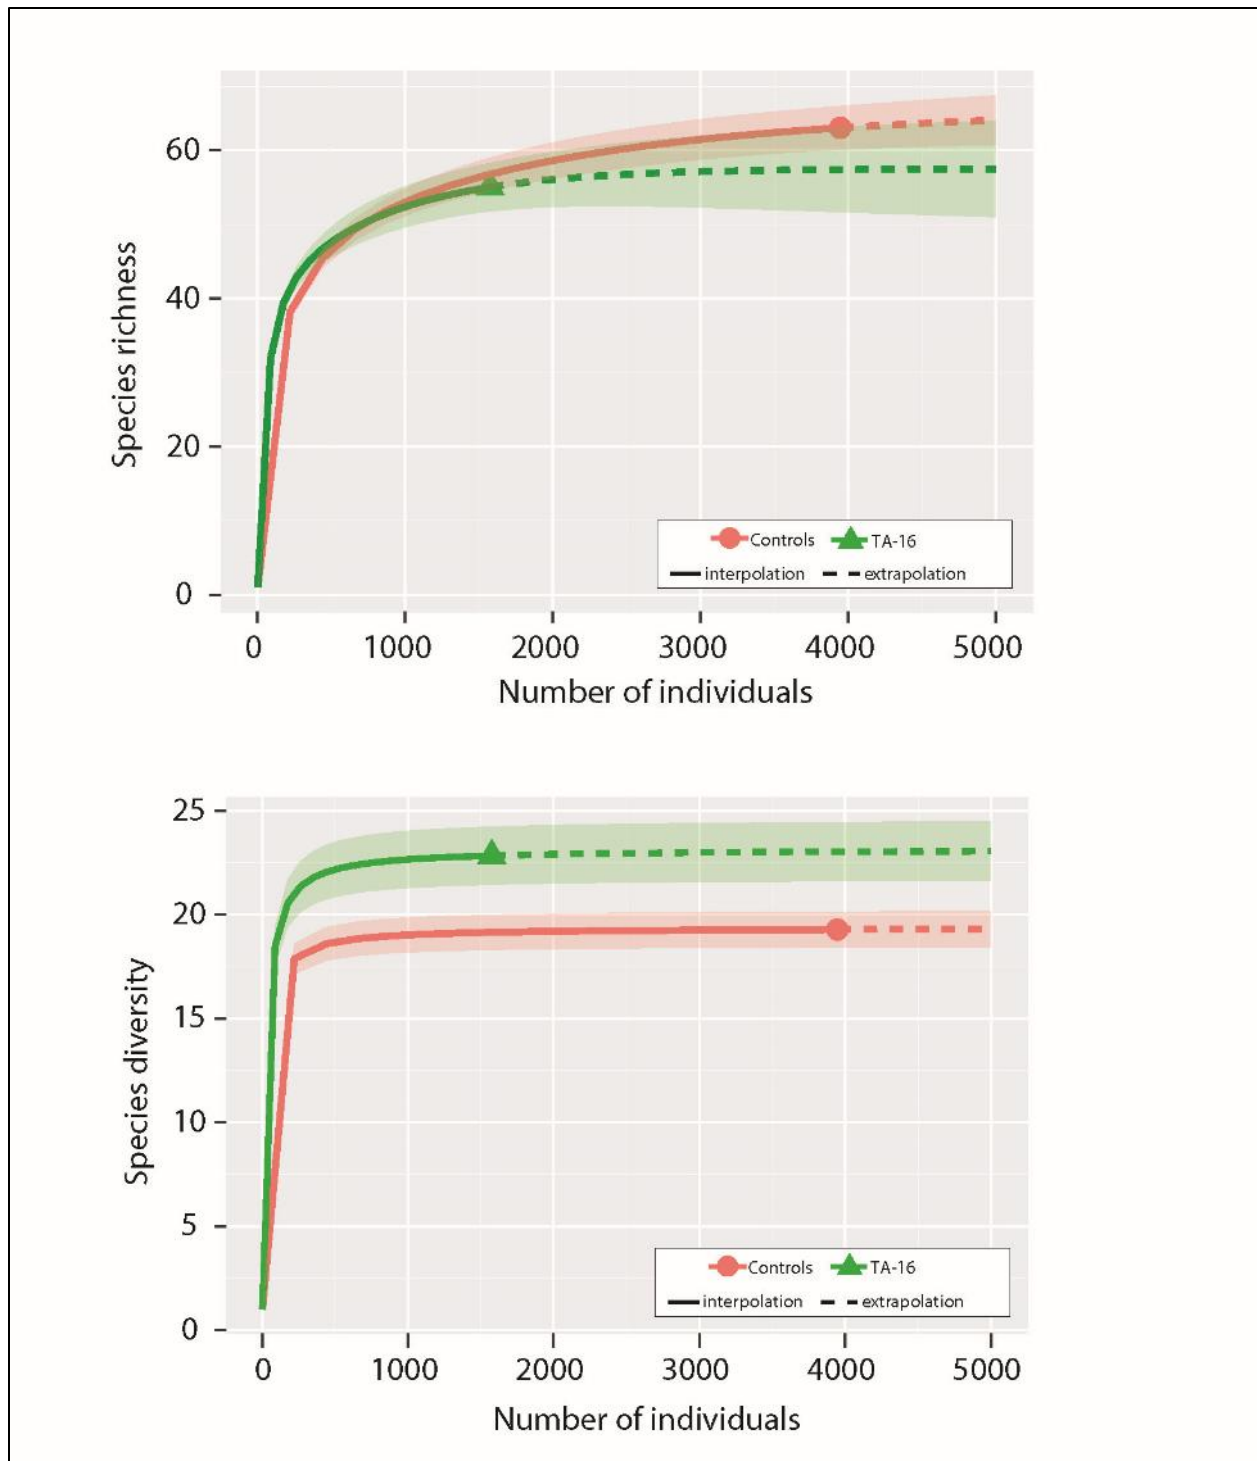 60
40
20
0
Species richness
Controls TA-16
interpolation extrapolation
0 1000 2000 3000 4000 5000
Number of individuals
25
20
15
10
5
0
Species diversity
Controls TA-16
interpolation extrapolation
0 1000 2000 3000 4000 5000
Number of individuals